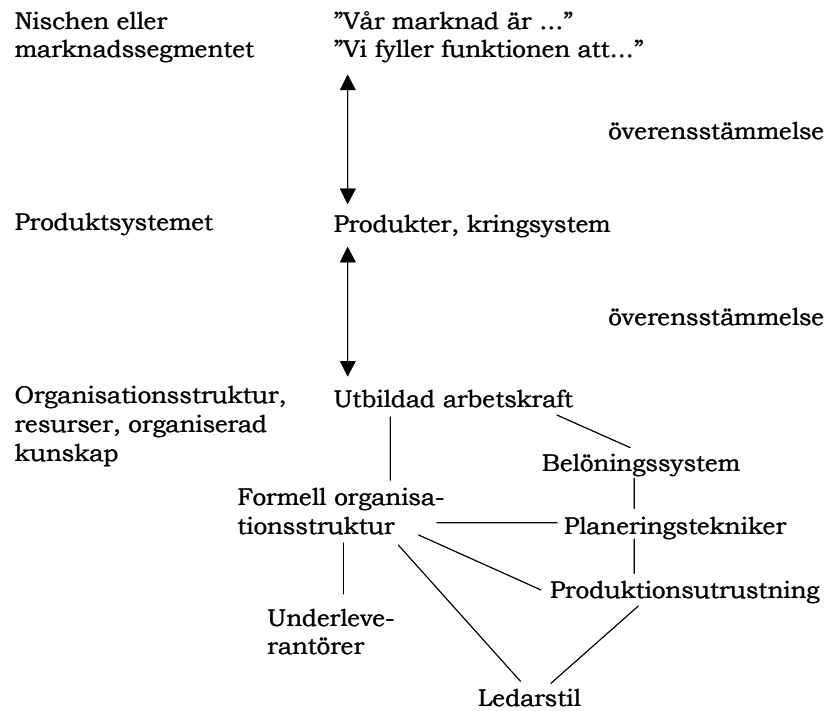 Nischen eller
marknadssegmentet
”Vår marknad är …”
”Vi fyller funktionen att…”
överensstämmelse
Produktsystemet
Produkter, kringsystem
överensstämmelse
Organisationsstruktur,
resurser, organiserad
kunskap
Utbildad arbetskraft
Belöningssystem
Formell organisa-
tionsstruktur
Planeringstekniker
Produktionsutrustning
Underleve-
rantörer
Ledarstil